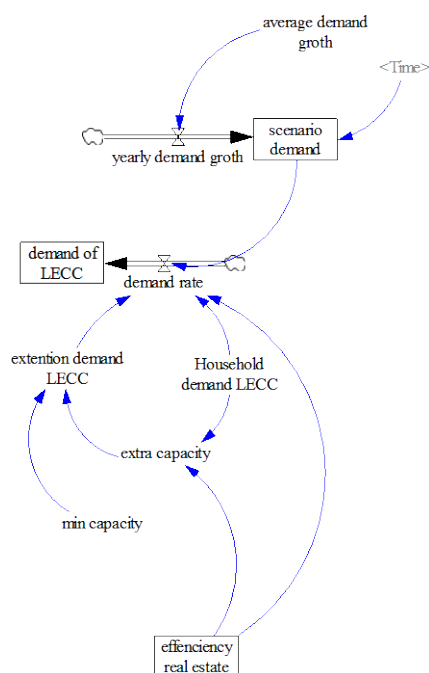 average demand
groth
<Time>
scenario
demand
yearly demand groth
demand of
LECC
demand rate
extention demand
LECC
Household
demand LECC
extra capacity
min capacity
effenciency
real estate